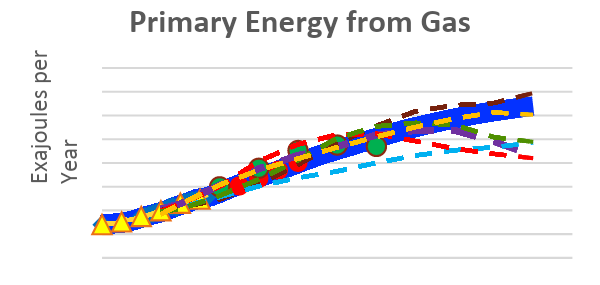 Primary Energy from Gas
Exajoules per
Year